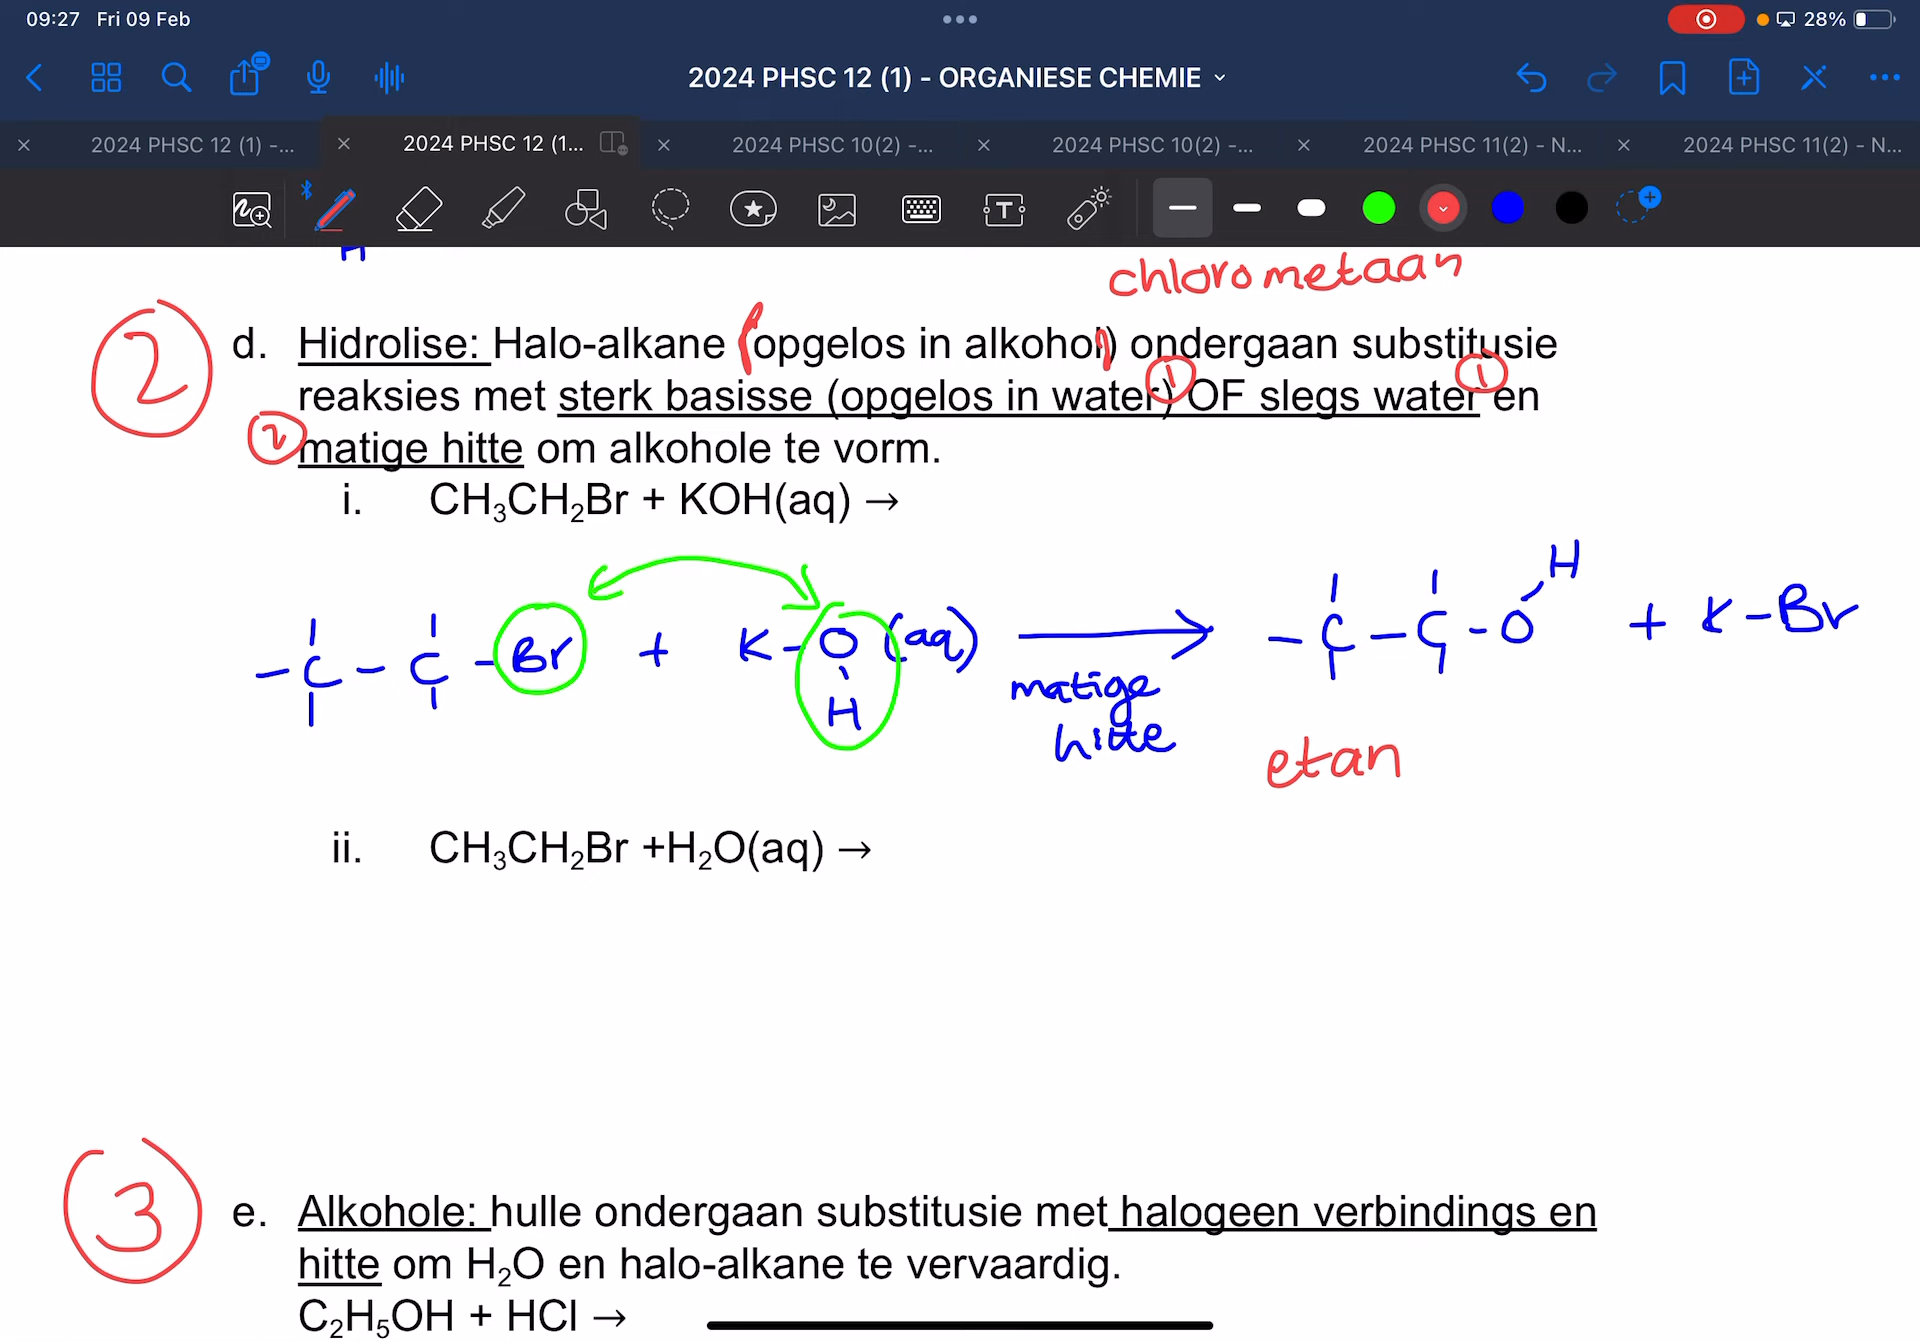 09:27 Fri 09 Feb
28%
2024 PHSC 12 (1) - ORGANIESE CHEMIE
2024 PHSC 12 (1) -... 2024 PHSC 12 (1... 2024 PHSC 10(2) -... 2024 PHSC 10(2) -... 2024 PHSC 11(2) - N... 2024 PHSC 11(2) - N...
H
chlorometaan
2
d. Hidrolise: Halo-alkane (opgelos in alkohol) ondergaan substitusie
reaksies met sterk basisse (opgelos in water) ① OF slegs water ① en
② matige hitte om alkohole te vorm.
i. CH₃CH₂Br + KOH(aq) →
-C-C-Br + K-O (aq) → -C-C-O H + K-Br
H
matige
hitte
etan
ii. CH₃CH₂Br +H₂O(aq) →
3
e. Alkohole: hulle ondergaan substitusie met halogeen verbindings en
hitte om H₂O en halo-alkane te vervaardig.
C₂H₅OH + HCl →